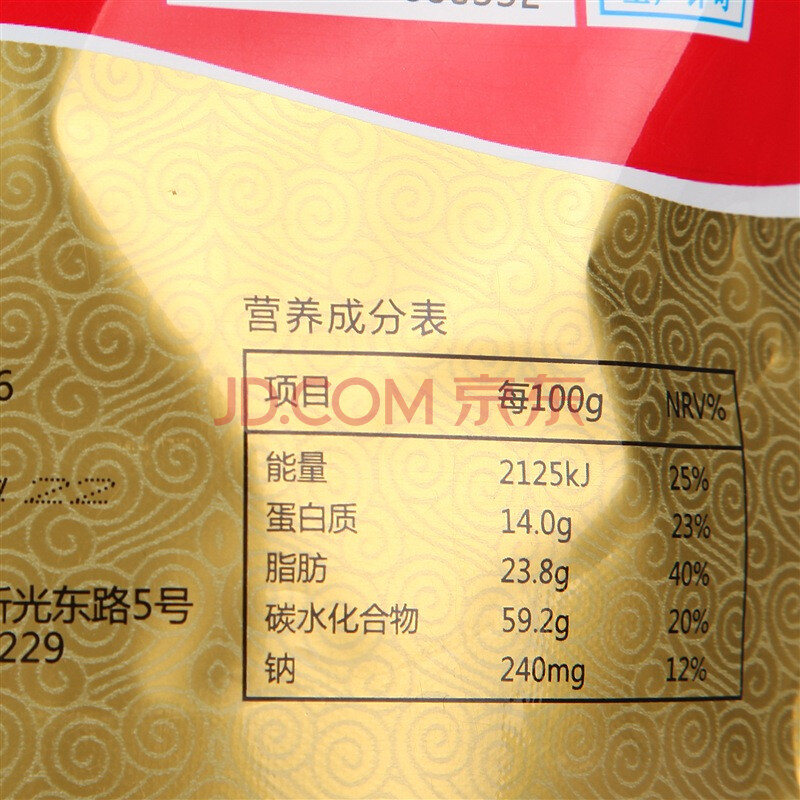 营养成分表
项目 每100g NRV%
JD.COM 京东
能量 2125kJ 25%
蛋白质 14.0g 23%
脂肪 23.8g 40%
碳水化合物 59.2g 20%
钠 240mg 12%
6
.22
光东路5号
229